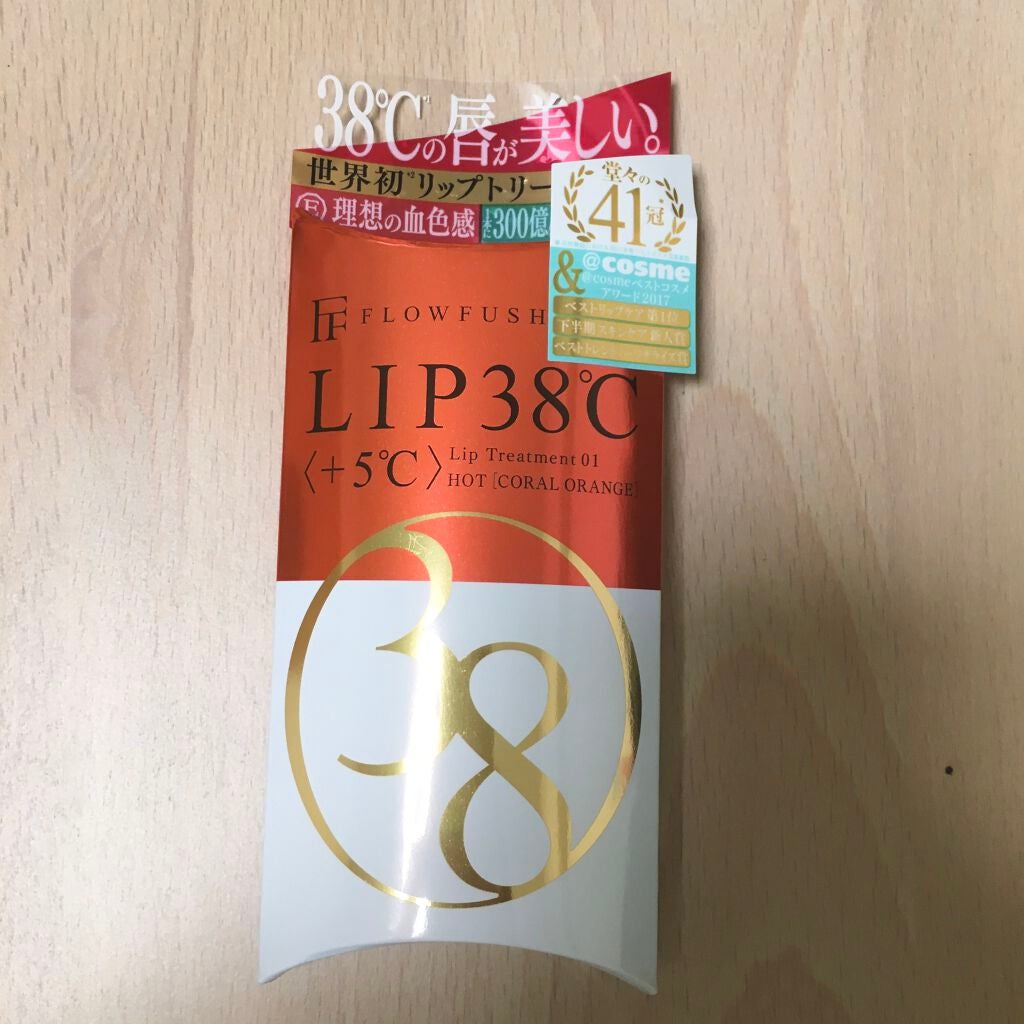 38℃の唇が美しい。
世界初*2リップトリー
F 理想の血色感 1本に300億
堂々の
41冠
& @cosme
@cosmeベストコスメ
アワード2017
ベストリップケア 第1位
下半期スキンケア 新人賞
FF FLOWFUSH
LIP38℃
〈+5℃〉 Lip Treatment 01
HOT [CORAL ORANGE]
38